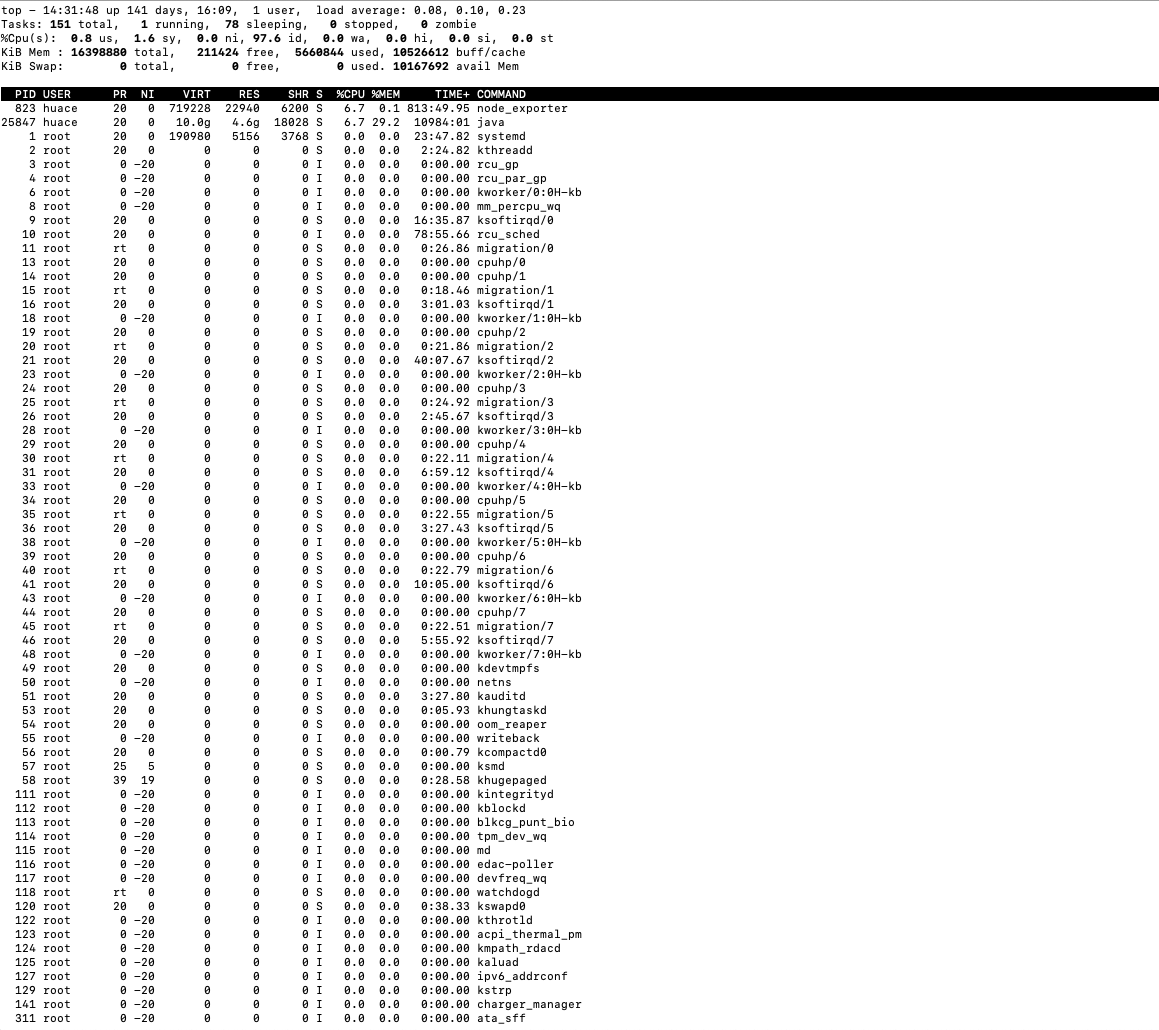 top - 14:31:48 up 141 days, 16:09,  1 user,  load average: 0.08, 0.10, 0.23
Tasks: 151 total,   1 running,  78 sleeping,   0 stopped,   0 zombie
%Cpu(s):  0.8 us,  1.6 sy,  0.0 ni, 97.6 id,  0.0 wa,  0.0 hi,  0.0 si,  0.0 st
KiB Mem : 16398880 total,   211424 free,  5660844 used, 10526612 buff/cache
KiB Swap:        0 total,        0 free,        0 used. 10167692 avail Mem
PID USER PR NI VIRT RES SHR S %CPU %MEM TIME+ COMMAND
823 huace 20 0 719228 22940 6200 S 6.7 0.1 813:49.95 node_exporter
25847 huace 20 0 10.0g 4.6g 18028 S 6.7 29.2 10984:01 java
1 root 20 0 190980 5156 3768 S 0.0 0.0 23:47.82 systemd
2 root 20 0 0 0 0 S 0.0 0.0 2:24.82 kthreadd
3 root 0 -20 0 0 0 I 0.0 0.0 0:00.00 rcu_gp
4 root 0 -20 0 0 0 I 0.0 0.0 0:00.00 rcu_par_gp
6 root 0 -20 0 0 0 I 0.0 0.0 0:00.00 kworker/0:0H-kb
8 root 0 -20 0 0 0 I 0.0 0.0 0:00.00 mm_percpu_wq
9 root 20 0 0 0 0 S 0.0 0.0 16:35.87 ksoftirqd/0
10 root 20 0 0 0 0 I 0.0 0.0 78:55.66 rcu_sched
11 root rt 0 0 0 0 S 0.0 0.0 0:26.86 migration/0
13 root 20 0 0 0 0 S 0.0 0.0 0:00.00 cpuhp/0
14 root 20 0 0 0 0 S 0.0 0.0 0:00.00 cpuhp/1
15 root rt 0 0 0 0 S 0.0 0.0 0:18.46 migration/1
16 root 20 0 0 0 0 S 0.0 0.0 3:01.03 ksoftirqd/1
18 root 0 -20 0 0 0 I 0.0 0.0 0:00.00 kworker/1:0H-kb
19 root 20 0 0 0 0 S 0.0 0.0 0:00.00 cpuhp/2
20 root rt 0 0 0 0 S 0.0 0.0 0:21.86 migration/2
21 root 20 0 0 0 0 S 0.0 0.0 40:07.67 ksoftirqd/2
23 root 0 -20 0 0 0 I 0.0 0.0 0:00.00 kworker/2:0H-kb
24 root 20 0 0 0 0 S 0.0 0.0 0:00.00 cpuhp/3
25 root rt 0 0 0 0 S 0.0 0.0 0:24.92 migration/3
26 root 20 0 0 0 0 S 0.0 0.0 2:45.67 ksoftirqd/3
28 root 0 -20 0 0 0 I 0.0 0.0 0:00.00 kworker/3:0H-kb
29 root 20 0 0 0 0 S 0.0 0.0 0:00.00 cpuhp/4
30 root rt 0 0 0 0 S 0.0 0.0 0:22.11 migration/4
31 root 20 0 0 0 0 S 0.0 0.0 6:59.12 ksoftirqd/4
33 root 0 -20 0 0 0 I 0.0 0.0 0:00.00 kworker/4:0H-kb
34 root 20 0 0 0 0 S 0.0 0.0 0:00.00 cpuhp/5
35 root rt 0 0 0 0 S 0.0 0.0 0:22.55 migration/5
36 root 20 0 0 0 0 S 0.0 0.0 3:27.43 ksoftirqd/5
38 root 0 -20 0 0 0 I 0.0 0.0 0:00.00 kworker/5:0H-kb
39 root 20 0 0 0 0 S 0.0 0.0 0:00.00 cpuhp/6
40 root rt 0 0 0 0 S 0.0 0.0 0:22.79 migration/6
41 root 20 0 0 0 0 S 0.0 0.0 10:05.00 ksoftirqd/6
43 root 0 -20 0 0 0 I 0.0 0.0 0:00.00 kworker/6:0H-kb
44 root 20 0 0 0 0 S 0.0 0.0 0:00.00 cpuhp/7
45 root rt 0 0 0 0 S 0.0 0.0 0:22.51 migration/7
46 root 20 0 0 0 0 S 0.0 0.0 5:55.92 ksoftirqd/7
48 root 0 -20 0 0 0 I 0.0 0.0 0:00.00 kworker/7:0H-kb
49 root 20 0 0 0 0 S 0.0 0.0 0:00.00 kdevtmpfs
50 root 0 -20 0 0 0 I 0.0 0.0 0:00.00 netns
51 root 20 0 0 0 0 S 0.0 0.0 3:27.80 kauditd
53 root 20 0 0 0 0 S 0.0 0.0 0:05.93 khungtaskd
54 root 20 0 0 0 0 S 0.0 0.0 0:00.00 oom_reaper
55 root 0 -20 0 0 0 I 0.0 0.0 0:00.00 writeback
56 root 20 0 0 0 0 S 0.0 0.0 0:00.79 kcompactd0
57 root 25 5 0 0 0 S 0.0 0.0 0:00.00 ksmd
58 root 39 19 0 0 0 S 0.0 0.0 0:28.58 khugepaged
111 root 0 -20 0 0 0 I 0.0 0.0 0:00.00 kintegrityd
112 root 0 -20 0 0 0 I 0.0 0.0 0:00.00 kblockd
113 root 0 -20 0 0 0 I 0.0 0.0 0:00.00 blkcg_punt_bio
114 root 0 -20 0 0 0 I 0.0 0.0 0:00.00 tpm_dev_wq
115 root 0 -20 0 0 0 I 0.0 0.0 0:00.00 md
116 root 0 -20 0 0 0 I 0.0 0.0 0:00.00 edac-poller
117 root 0 -20 0 0 0 I 0.0 0.0 0:00.00 devfreq_wq
118 root rt 0 0 0 0 S 0.0 0.0 0:00.00 watchdogd
120 root 20 0 0 0 0 S 0.0 0.0 0:38.33 kswapd0
122 root 0 -20 0 0 0 I 0.0 0.0 0:00.00 kthrotld
123 root 0 -20 0 0 0 I 0.0 0.0 0:00.00 acpi_thermal_pm
124 root 0 -20 0 0 0 I 0.0 0.0 0:00.00 kmpath_rdacd
125 root 0 -20 0 0 0 I 0.0 0.0 0:00.00 kaluad
127 root 0 -20 0 0 0 I 0.0 0.0 0:00.00 ipv6_addrconf
129 root 0 -20 0 0 0 I 0.0 0.0 0:00.00 kstrp
141 root 0 -20 0 0 0 I 0.0 0.0 0:00.00 charger_manager
311 root 0 -20 0 0 0 I 0.0 0.0 0:00.00 ata_sff